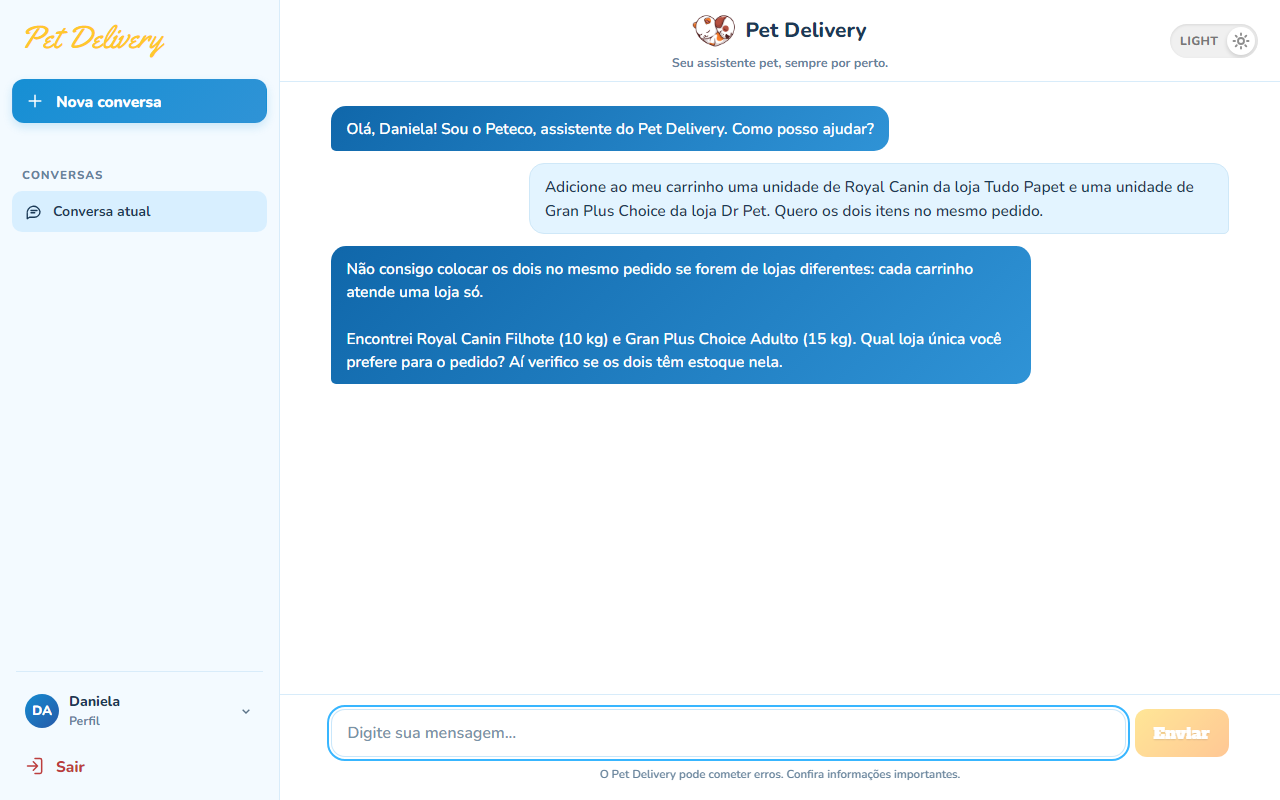 Pet Delivery
Nova conversa
CONVERSAS
Conversa atual
Daniela
DA
Perfil
Sair
Pet Delivery
Seu assistente pet, sempre por perto.
LIGHT
Olá, Daniela! Sou o Peteco, assistente do Pet Delivery. Como posso ajudar?
Adicione ao meu carrinho uma unidade de Royal Canin da loja Tudo Papet e uma unidade de
Gran Plus Choice da loja Dr Pet. Quero os dois itens no mesmo pedido.
Não consigo colocar os dois no mesmo pedido se forem de lojas diferentes: cada carrinho
atende uma loja só.
Encontrei Royal Canin Filhote (10 kg) e Gran Plus Choice Adulto (15 kg). Qual loja única você
prefere para o pedido? Aí verifico se os dois têm estoque nela.
Digite sua mensagem...
Enviar
O Pet Delivery pode cometer erros. Confira informações importantes.